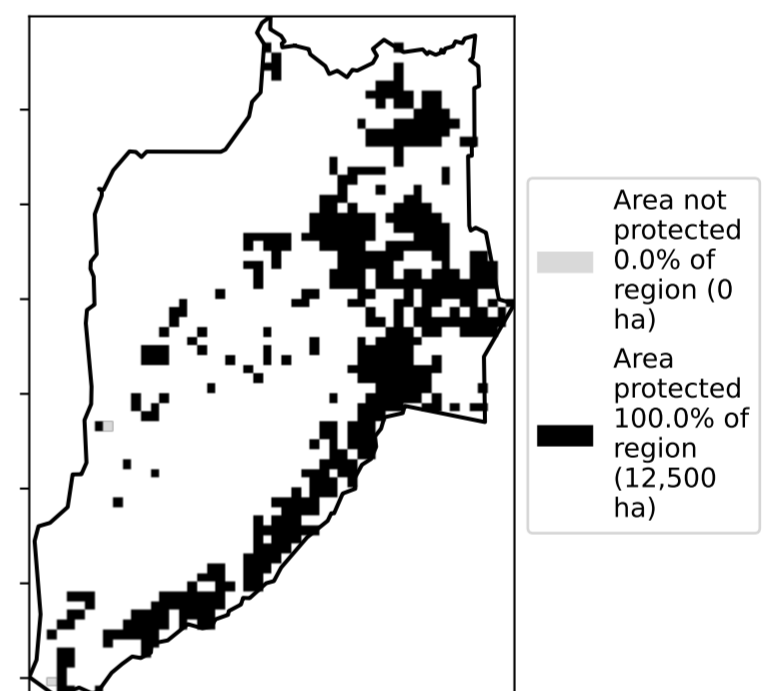 Area not
protected
0.0% of
region (0
ha)
Area
protected
100.0% of
region
(12,500
ha)